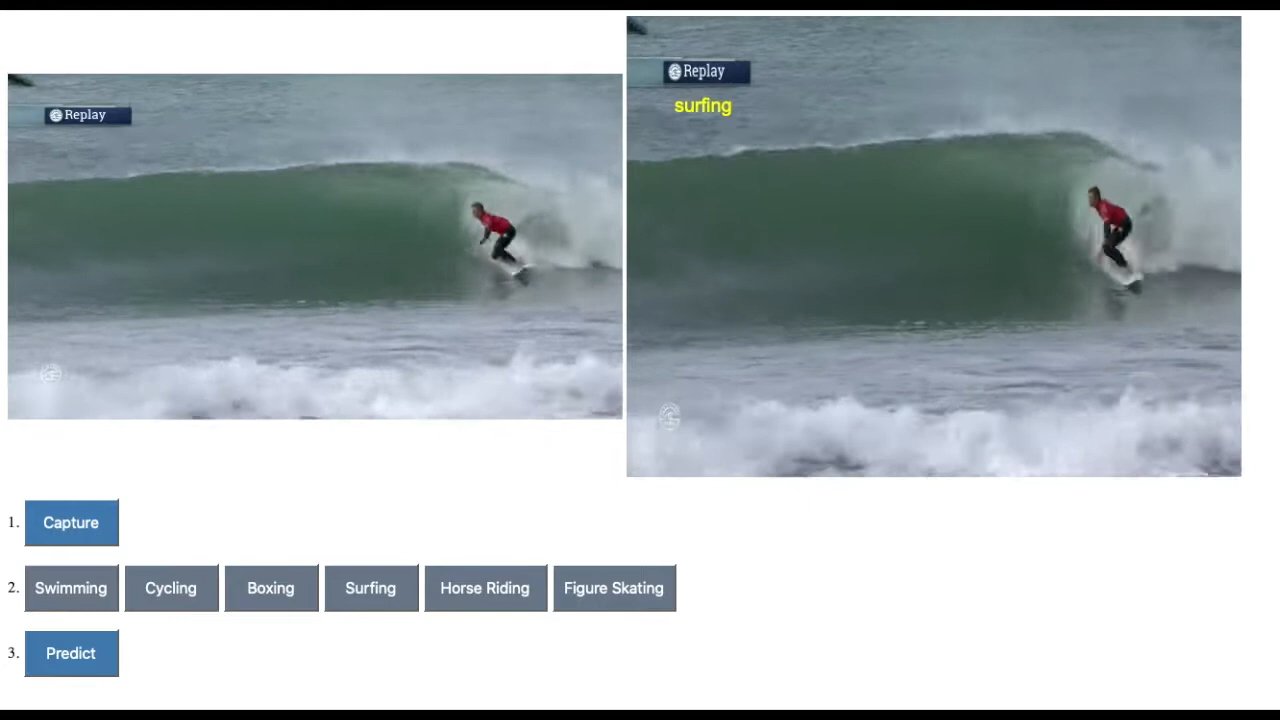 Replay
Replay
surfing
1. Capture
2. Swimming Cycling Boxing Surfing Horse Riding Figure Skating
3. Predict